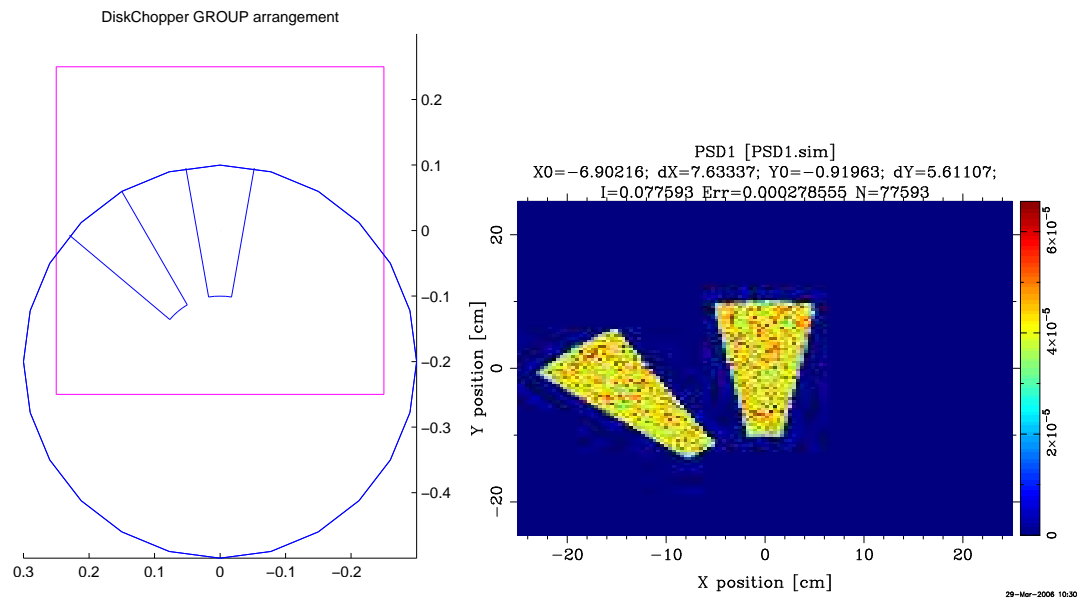 DiskChopper GROUP arrangement
0.2
0.1
0
−0.1
−0.2
−0.3
−0.4
0.3 0.2 0.1 0 −0.1 −0.2
PSD1 [PSD1.sim]
X0=−6.90216; dX=7.63337; Y0=−0.91963; dY=5.61107;
I=0.077593 Err=0.000278555 N=77593
Y position [cm]
20
0
−20
−20 −10 0 10 20
X position [cm]
6×10⁻⁵
4×10⁻⁵
2×10⁻⁵
0
29−Mar−2006 10:30